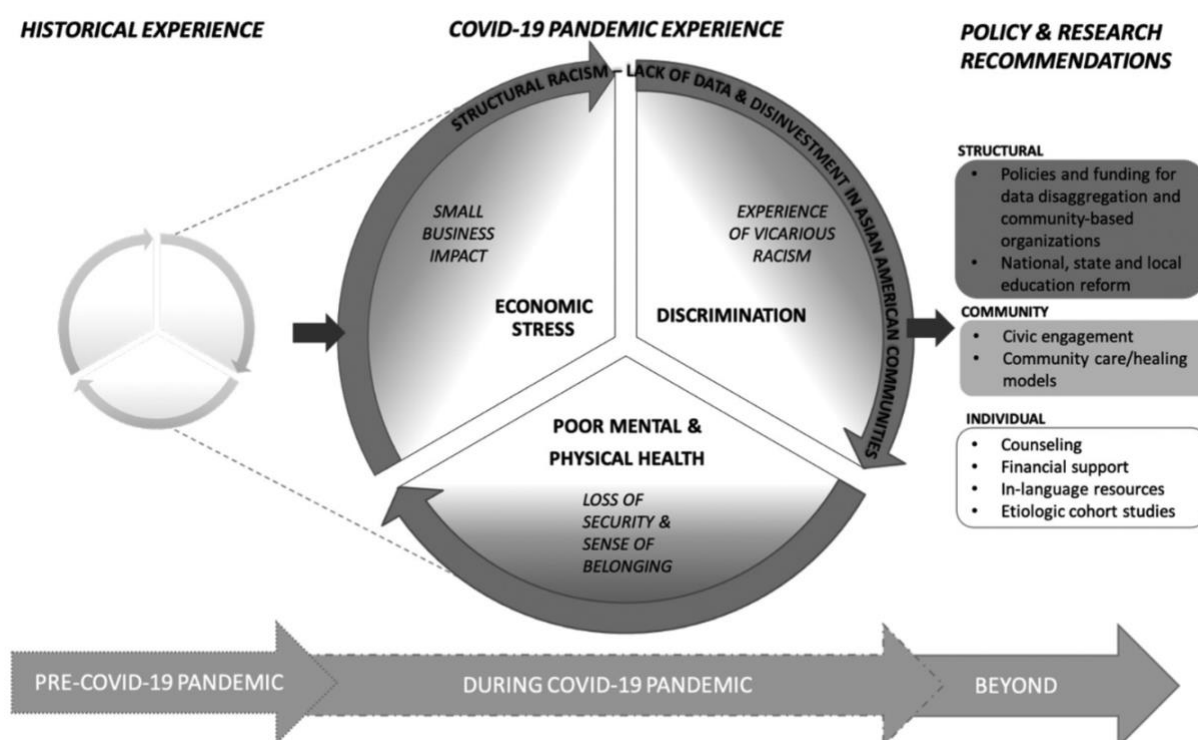 HISTORICAL EXPERIENCE
COVID-19 PANDEMIC EXPERIENCE
POLICY & RESEARCH
RECOMMENDATIONS
STRUCTURAL RACISM – LACK OF DATA & DISINVESTMENT IN ASIAN AMERICAN COMMUNITIES
SMALL
BUSINESS
IMPACT
ECONOMIC
STRESS
EXPERIENCE
OF VICARIOUS
RACISM
DISCRIMINATION
POOR MENTAL &
PHYSICAL HEALTH
LOSS OF
SECURITY &
SENSE OF
BELONGING
STRUCTURAL
• Policies and funding for
data disaggregation and
community-based
organizations
• National, state and local
education reform
COMMUNITY
• Civic engagement
• Community care/healing
models
INDIVIDUAL
• Counseling
• Financial support
• In-language resources
• Etiologic cohort studies
PRE-COVID-19 PANDEMIC
DURING COVID-19 PANDEMIC
BEYOND